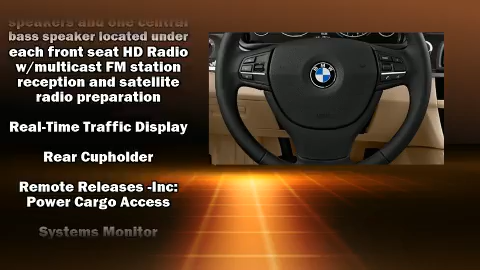 speakers and one central
bass speaker located under
each front seat HD Radio
w/multicast FM station
reception and satellite
radio preparation
Real-Time Traffic Display
Rear Cupholder
Remote Releases -Inc:
Power Cargo Access
Systems Monitor